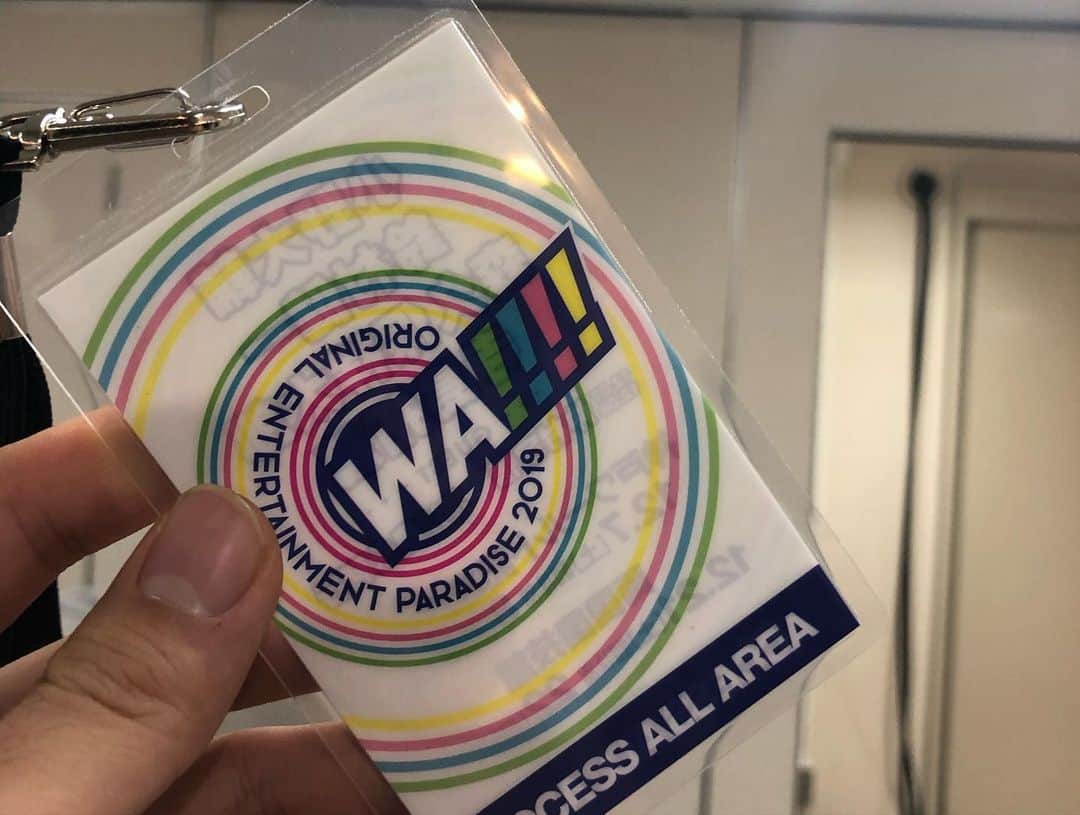 ORIGINAL ENTERTAINMENT PARADISE 2019
WA!!!!
CCESS ALL AREA